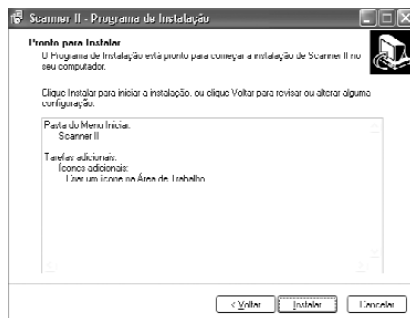 Scanner II - Programa de Instalação
Pronto para Instalar
O Programa de Instalação está pronto para começar a instalação de Scanner II no
seu computador.
Clique Instalar para iniciar a instalação, ou clique Voltar para revisar ou alterar alguma
configuração.
Pasta do Menu Iniciar:
Scanner II
Tarefas adicionais:
Ícones adicionais:
Criar um ícone na Área de Trabalho
< Voltar
Instalar
Cancelar